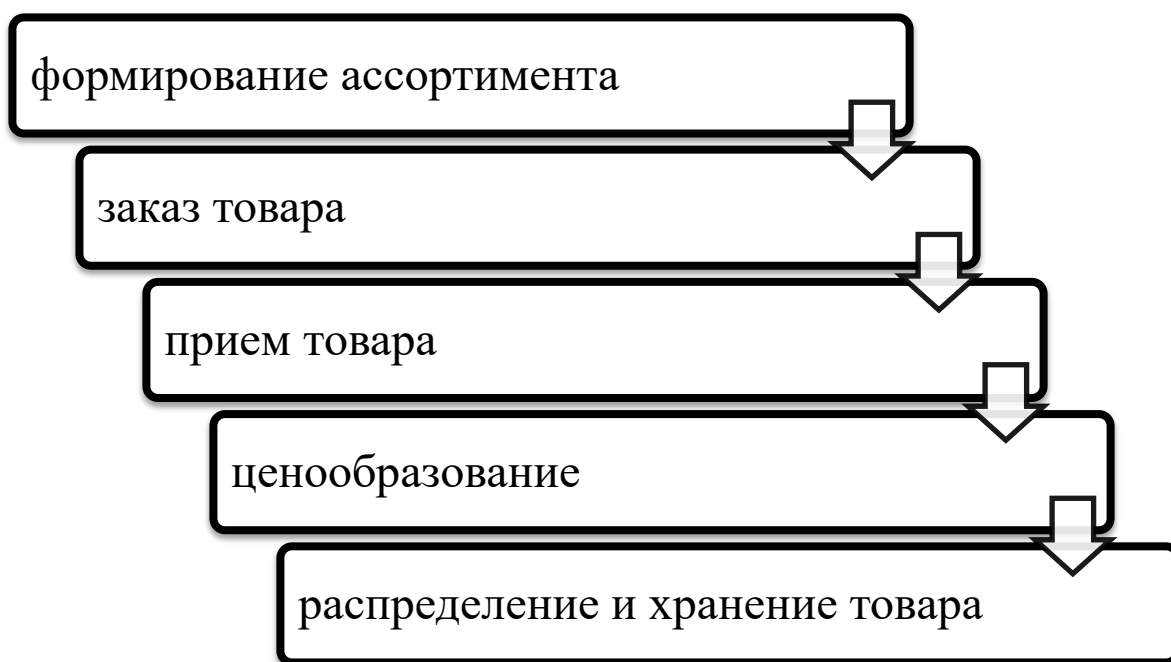 формирование ассортимента
заказ товара
прием товара
ценообразование
распределение и хранение товара